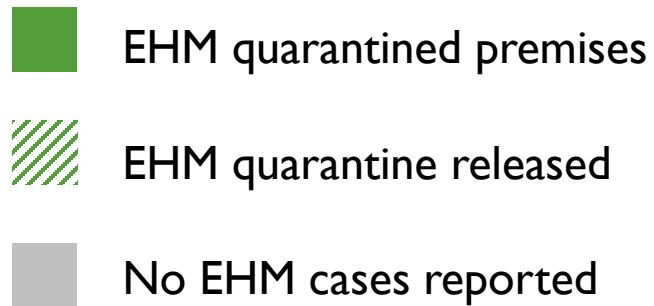 EHM quarantined premises
EHM quarantine released
No EHM cases reported